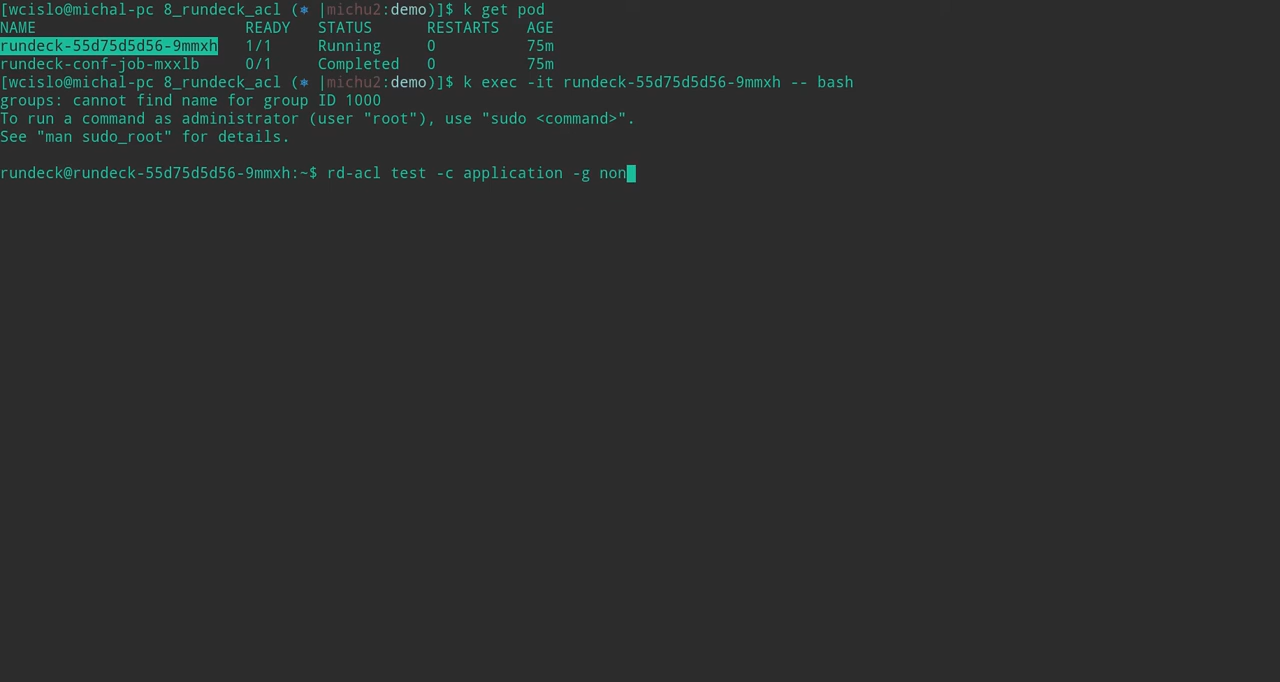 [wcislo@michal-pc 8_rundeck_acl (⎈ |michu2:demo)]$ k get pod
NAME READY STATUS RESTARTS AGE
rundeck-55d75d5d56-9mmxh 1/1 Running 0 75m
rundeck-conf-job-mxxlb 0/1 Completed 0 75m
[wcislo@michal-pc 8_rundeck_acl (⎈ |michu2:demo)]$ k exec -it rundeck-55d75d5d56-9mmxh -- bash
groups: cannot find name for group ID 1000
To run a command as administrator (user "root"), use "sudo <command>".
See "man sudo_root" for details.
rundeck@rundeck-55d75d5d56-9mmxh:~$ rd-acl test -c application -g non